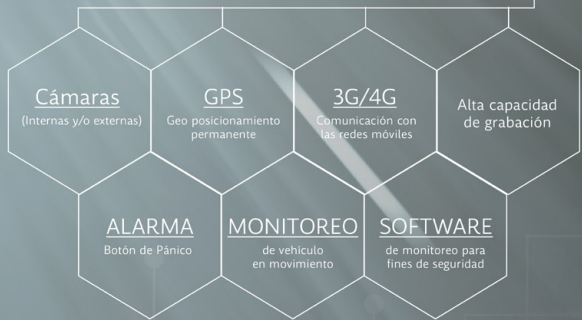 Cámaras
(Internas y/o externas)
GPS
Geo posicionamiento
permanente
3G/4G
Comunicación con
las redes móviles
Alta capacidad
de grabación
ALARMA
Botón de Pánico
MONITOREO
de vehículo
en movimiento
SOFTWARE
de monitoreo para
fines de seguridad